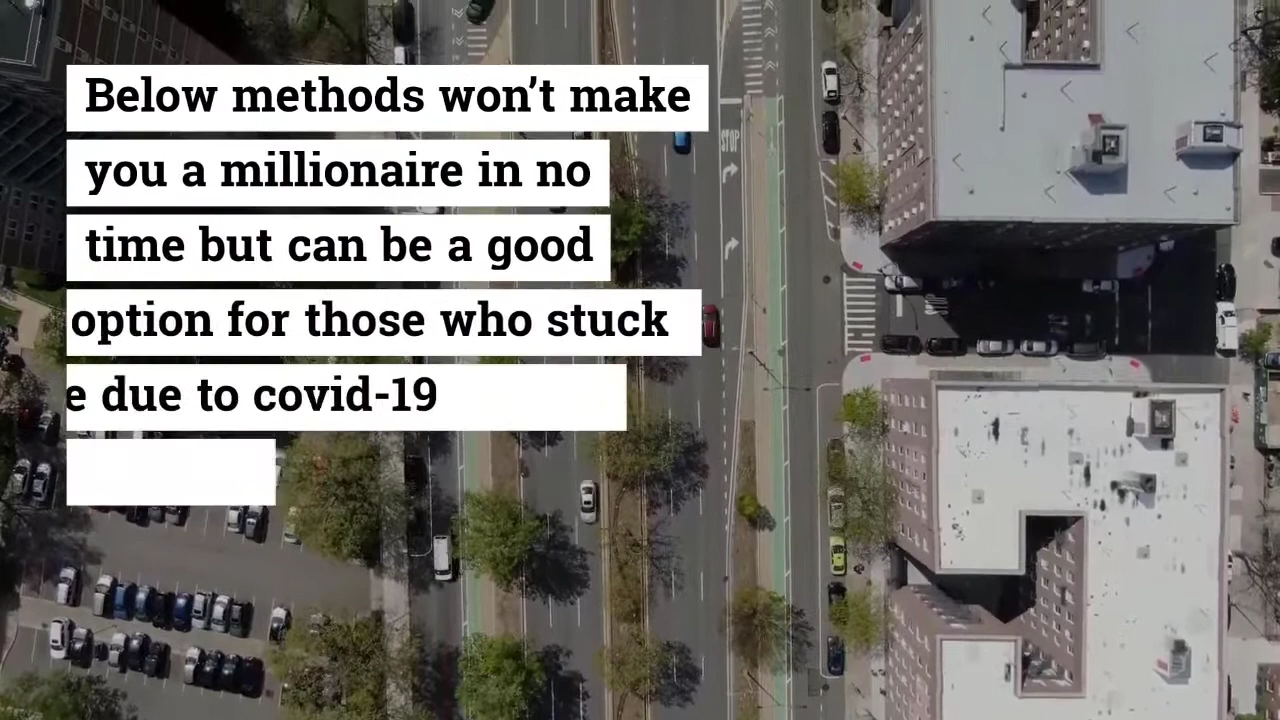 Below methods won’t make
you a millionaire in no
time but can be a good
option for those who stuck
e due to covid-19
STOP